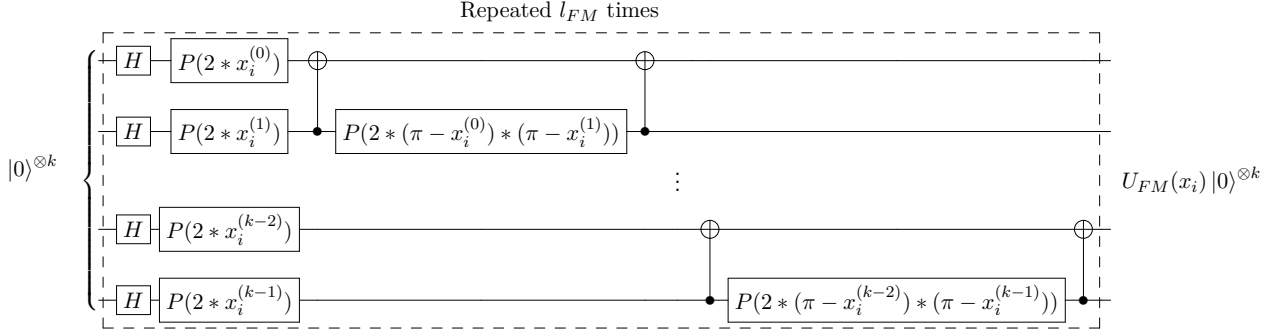 Repeated $l_{FM}$ times
$H$ $P(2 * x_i^{(0)})$
$H$ $P(2 * x_i^{(1)})$ $P(2 * (\pi - x_i^{(0)}) * (\pi - x_i^{(1)}))$
$|0\rangle^{\otimes k}$ ⋮ $U_{FM}(x_i) |0\rangle^{\otimes k}$
$H$ $P(2 * x_i^{(k-2)})$
$H$ $P(2 * x_i^{(k-1)})$ $P(2 * (\pi - x_i^{(k-2)}) * (\pi - x_i^{(k-1)}))$